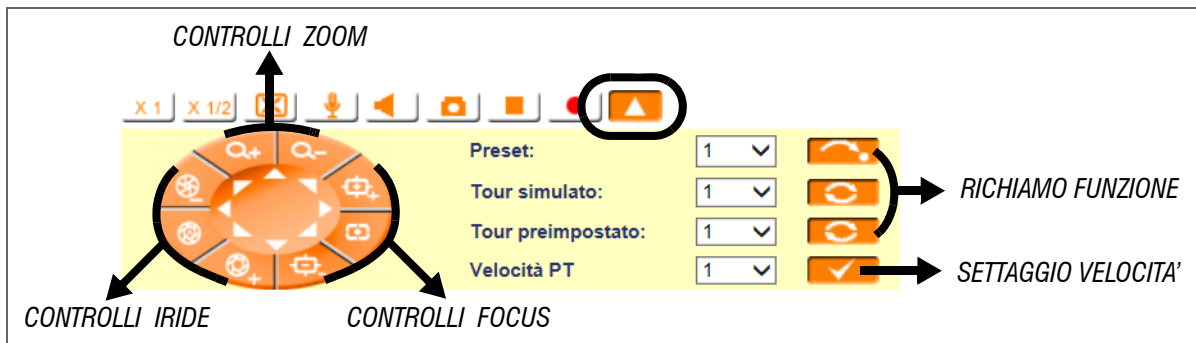 CONTROLLI ZOOM
X 1 X 1/2
Preset: 1
Tour simulato: 1
Tour preimpostato: 1
Velocità PT 1
RICHIAMO FUNZIONE
SETTAGGIO VELOCITA'
CONTROLLI IRIDE
CONTROLLI FOCUS